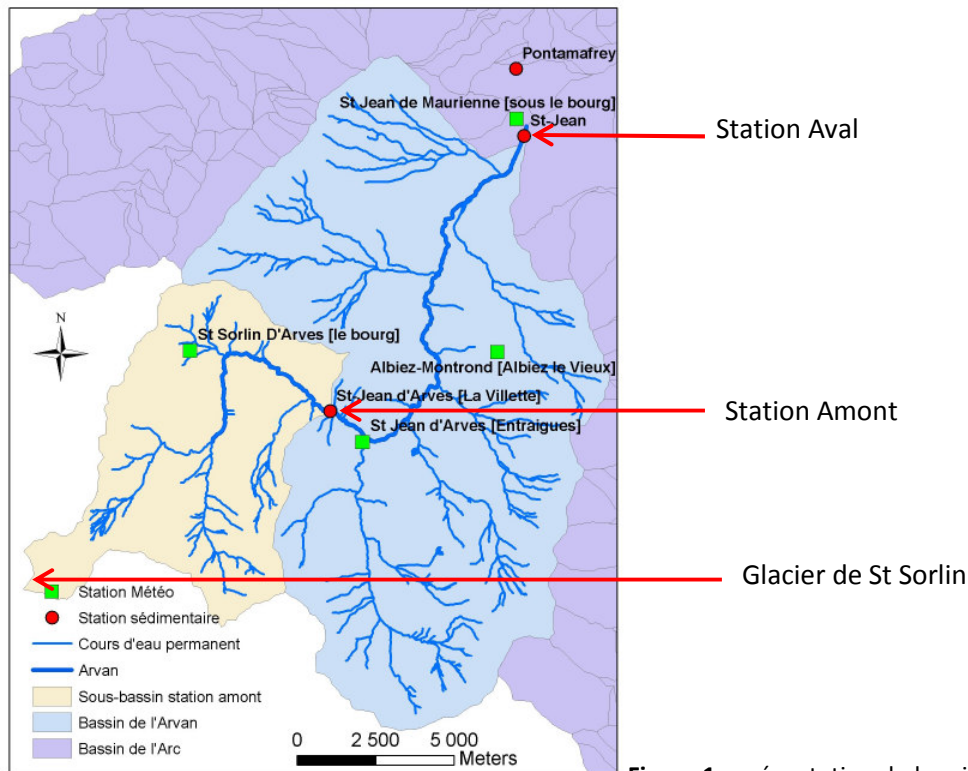 Pontamafrey
St Jean de Maurienne [sous le bourg]
St-Jean
Station Aval
N
St Sorlin D'Arves [le bourg]
Albiez-Montrond [Albiez le Vieux]
St-Jean d'Arves [La Villette]
Station Amont
St Jean d'Arves [Entraigues]
Glacier de St Sorlin
Station Météo
Station sédimentaire
Cours d'eau permanent
Arvan
Sous-bassin station amont
Bassin de l'Arvan
Bassin de l'Arc
0 2 500 5 000
Meters